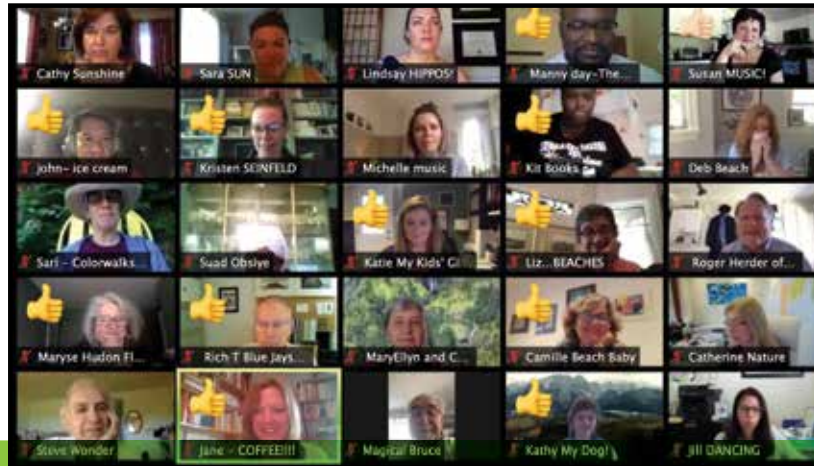 Cathy Sunshine
Sara SUN
Lindsay HIPPOS!
Manny day-The...
Susan MUSIC!
john- ice cream
Kristen SEINFELD
Michelle music
Kit Books
Deb Beach
Sari - Colorwalks...
Suad Obsiye
Katie My Kids' Gi
Liz...BEACHES
Roger Herder of...
Maryse Hudon Fl...
Rich T Blue Jays...
MaryEllyn and C...
Camille Beach Baby
Catherine Nature
Steve Wonder
Jane - COFFEE!!!!
Magical Bruce
Kathy My Dog!
Jill DANCING